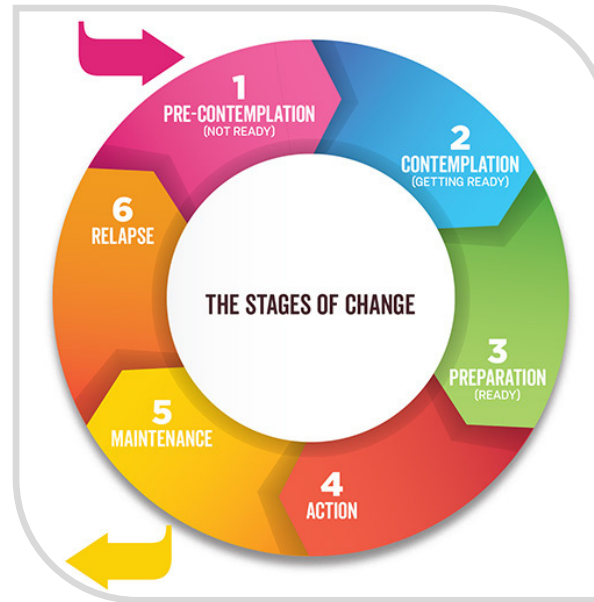 1
PRE-CONTEMPLATION
(NOT READY)
2
CONTEMPLATION
(GETTING READY)
3
PREPARATION
(READY)
4
ACTION
5
MAINTENANCE
6
RELAPSE
THE STAGES OF CHANGE